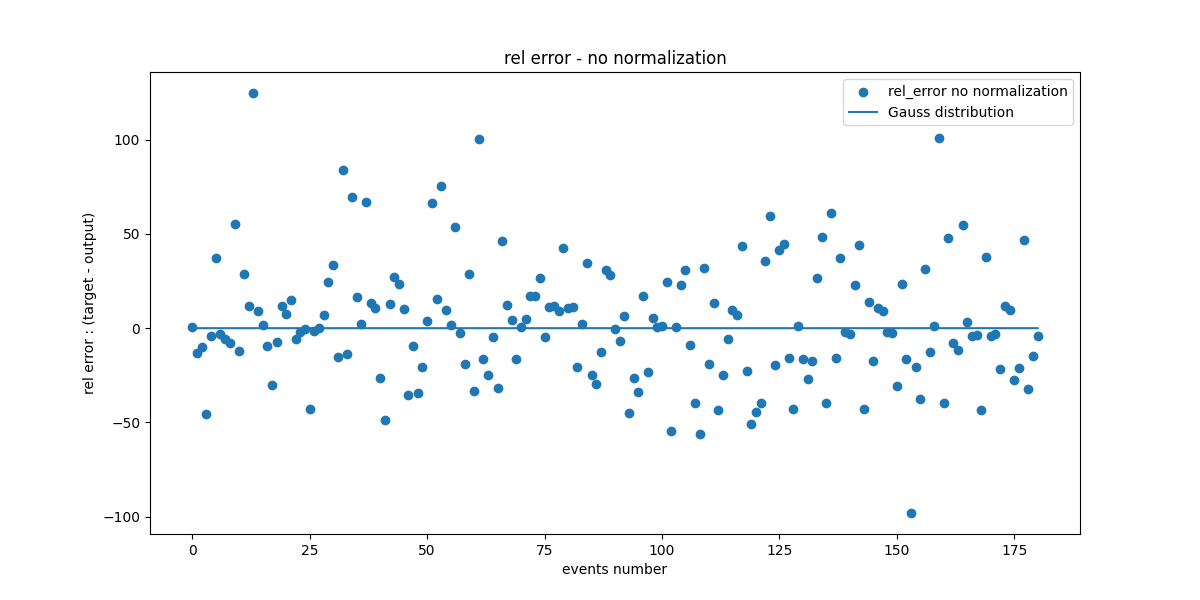 rel error - no normalization
rel_error no normalization
Gauss distribution
rel error : (target - output)
100
50
0
−50
−100
0
25
50
75
100
125
150
175
events number